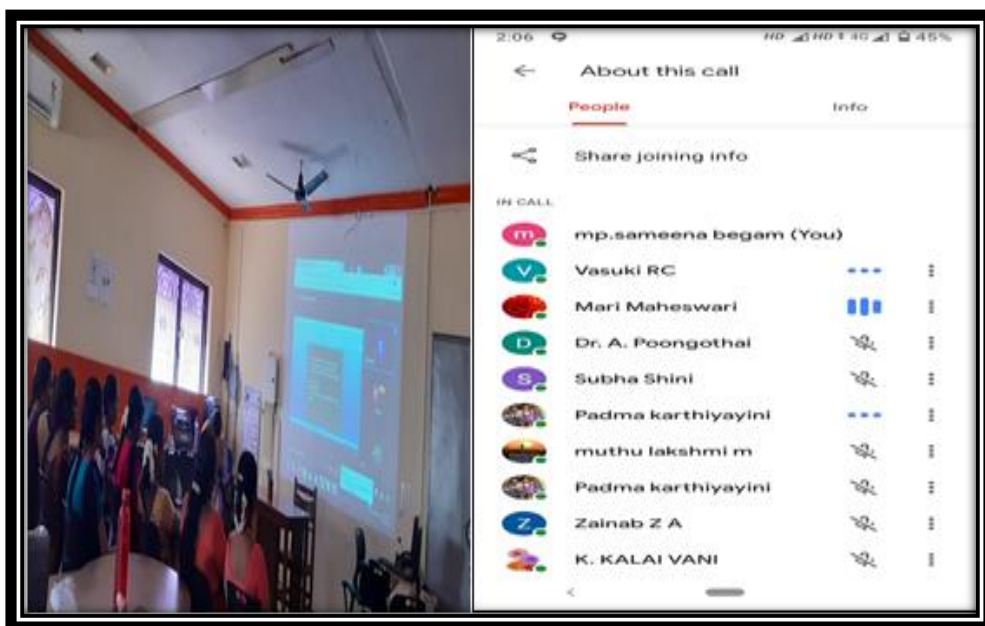 2:06 HD HD 4G 45%
About this call
People Info
Share joining info
IN CALL
m mp.sameena begam (You)
V Vasuki RC
Mari Maheswari
D Dr. A. Poongothai
S Subha Shini
Padma karthiyayini
muthu lakshmi m
Padma karthiyayini
Z Zainab Z A
K. KALAI VANI